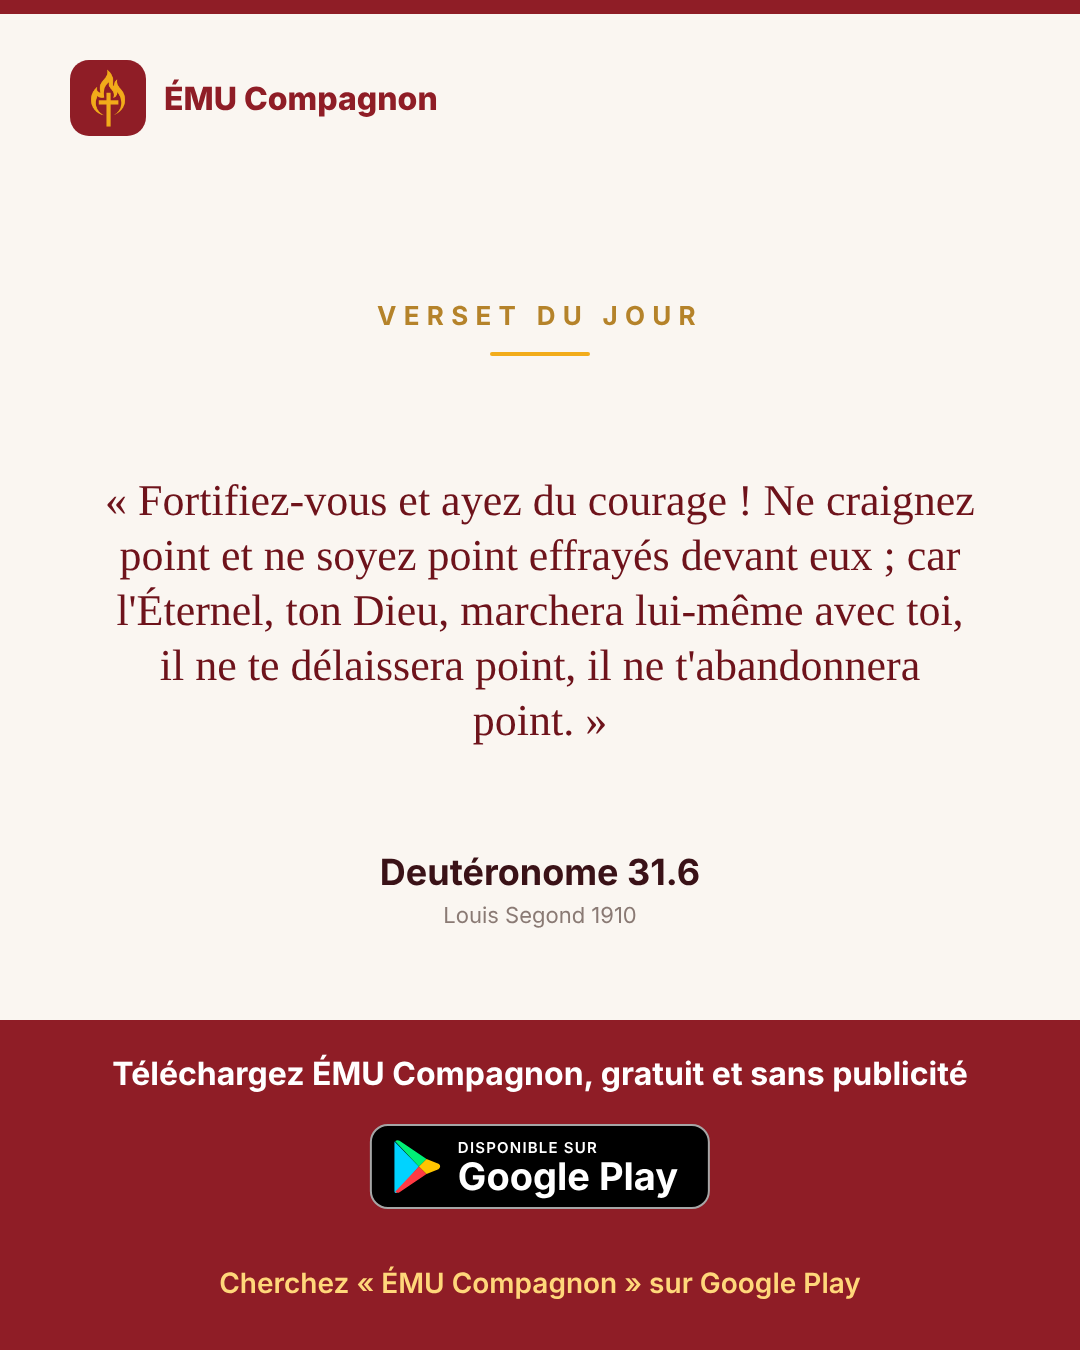 ÉMU Compagnon
VERSET DU JOUR
« Fortifiez-vous et ayez du courage ! Ne craignez
point et ne soyez point effrayés devant eux ; car
l'Éternel, ton Dieu, marchera lui-même avec toi,
il ne te délaissera point, il ne t'abandonnera
point. »
Deutéronome 31.6
Louis Segond 1910
Téléchargez ÉMU Compagnon, gratuit et sans publicité
DISPONIBLE SUR
Google Play
Cherchez « ÉMU Compagnon » sur Google Play